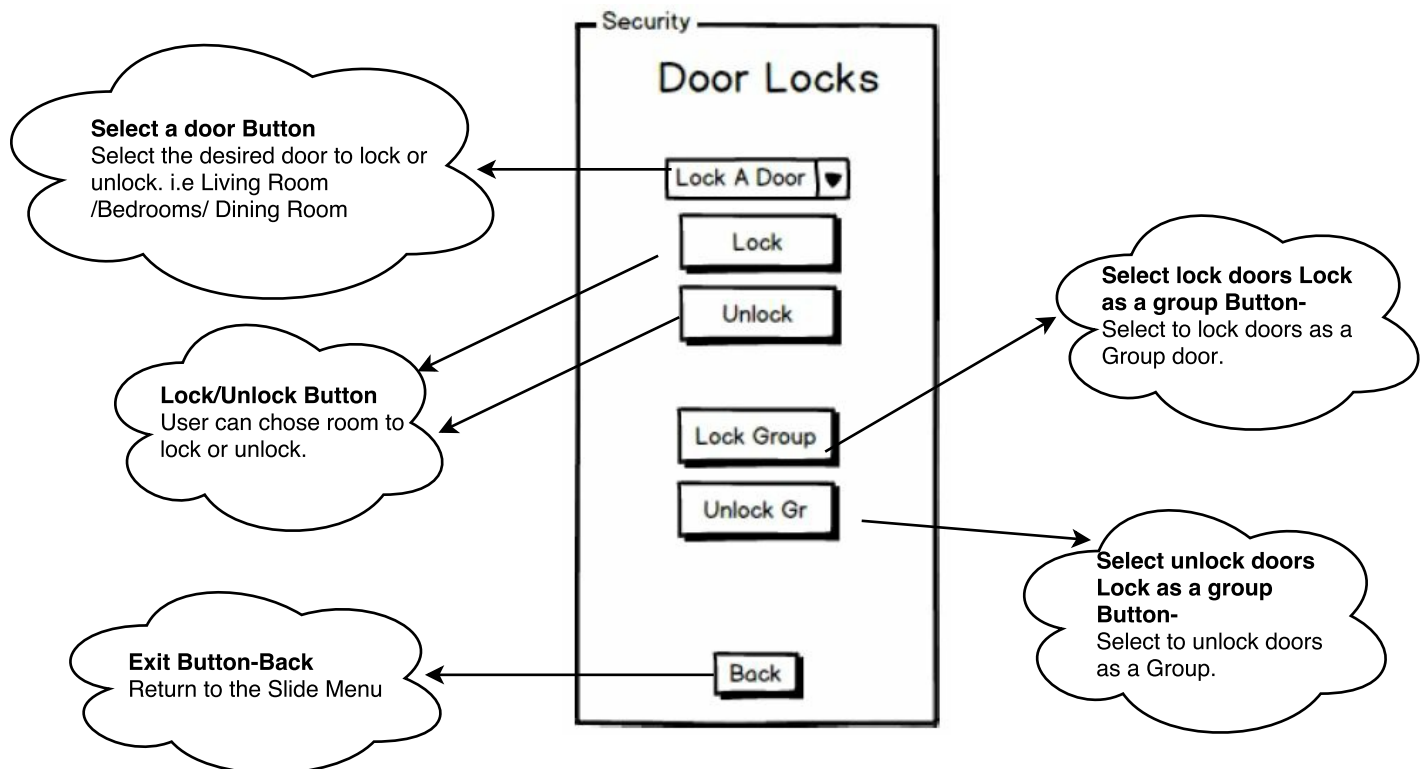 Security
Door Locks
Select a door Button
Select the desired door to lock or
unlock. i.e Living Room
/Bedrooms/ Dining Room
Lock A Door
Lock
Unlock
Select lock doors Lock
as a group Button-
Select to lock doors as a
Group door.
Lock/Unlock Button
User can chose room to
lock or unlock.
Lock Group
Unlock Gr
Select unlock doors
Lock as a group
Button-
Select to unlock doors
as a Group.
Exit Button-Back
Return to the Slide Menu
Back